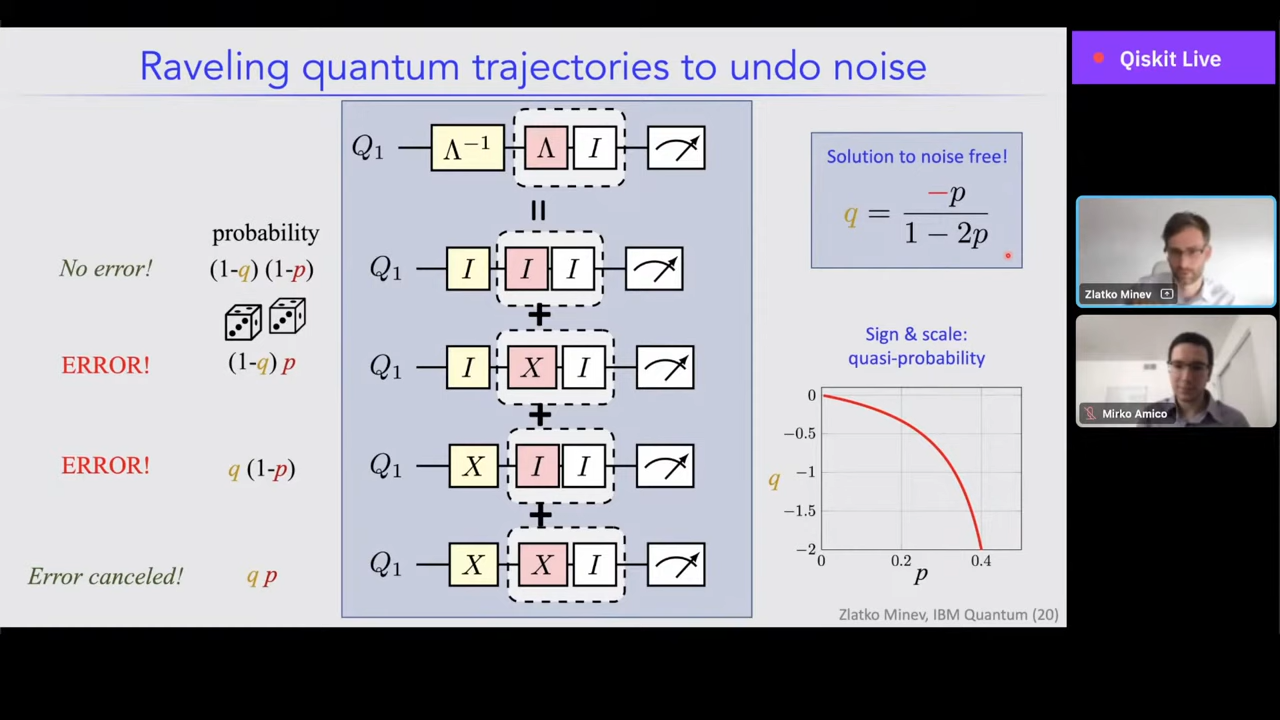 Raveling quantum trajectories to undo noise
Qiskit Live
Q₁ Λ⁻¹ Λ I
=
probability
No error! (1-q) (1-p) Q₁ I I I
+
ERROR! (1-q) p Q₁ I X I
+
ERROR! q (1-p) Q₁ X I I
+
Error canceled! q p Q₁ X X I
Solution to noise free!
q = −p / 1 − 2p
Sign & scale:
quasi-probability
0
−0.5
−1
−1.5
−2
q
0 0.2 0.4
p
Zlatko Minev, IBM Quantum (20)
Zlatko Minev
Mirko Amico